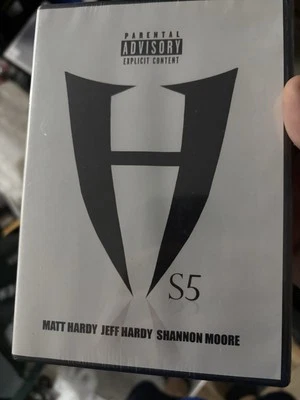 PARENTAL
ADVISORY
EXPLICIT CONTENT
H
S5
MATT HARDY JEFF HARDY SHANNON MOORE